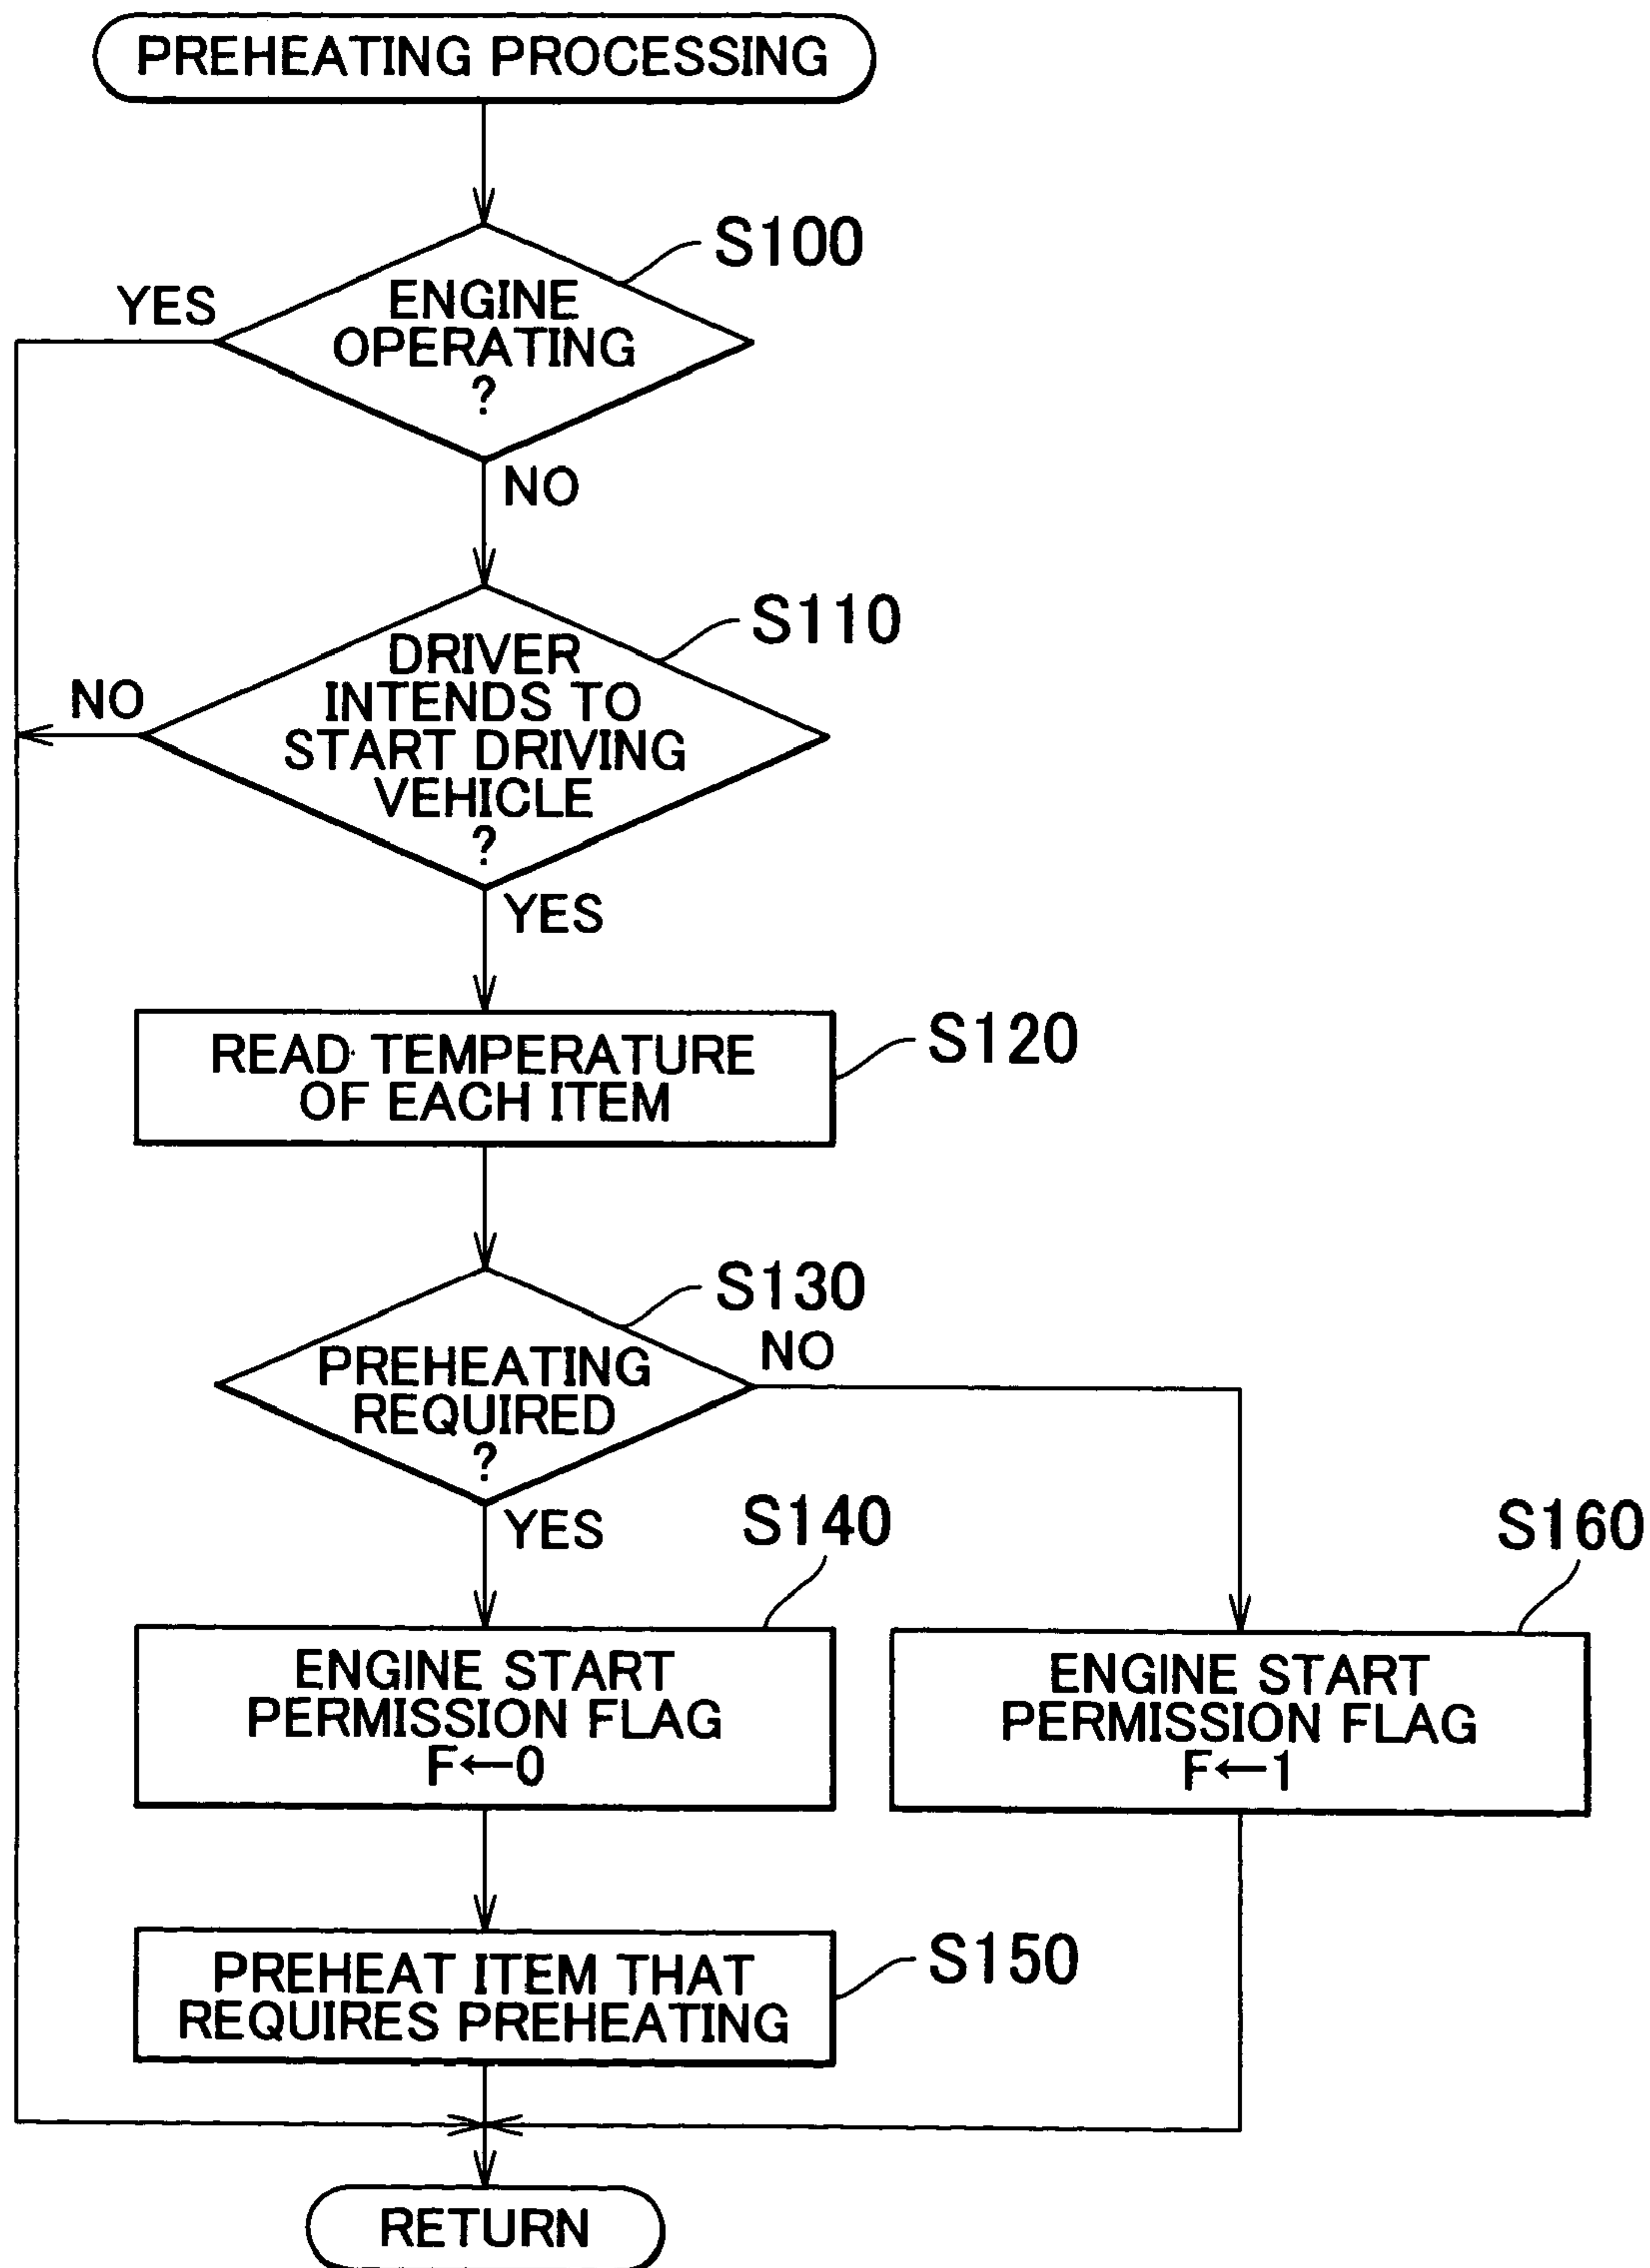 PREHEATING PROCESSING
S100
YES
ENGINE
OPERATING
?
NO
S110
DRIVER
INTENDS TO
START DRIVING
VEHICLE
?
NO
YES
READ TEMPERATURE
OF EACH ITEM
S120
S130
NO
PREHEATING
REQUIRED
?
YES
S140
S160
ENGINE START
PERMISSION FLAG
F←0
ENGINE START
PERMISSION FLAG
F←1
PREHEAT ITEM THAT
REQUIRES PREHEATING
S150
RETURN